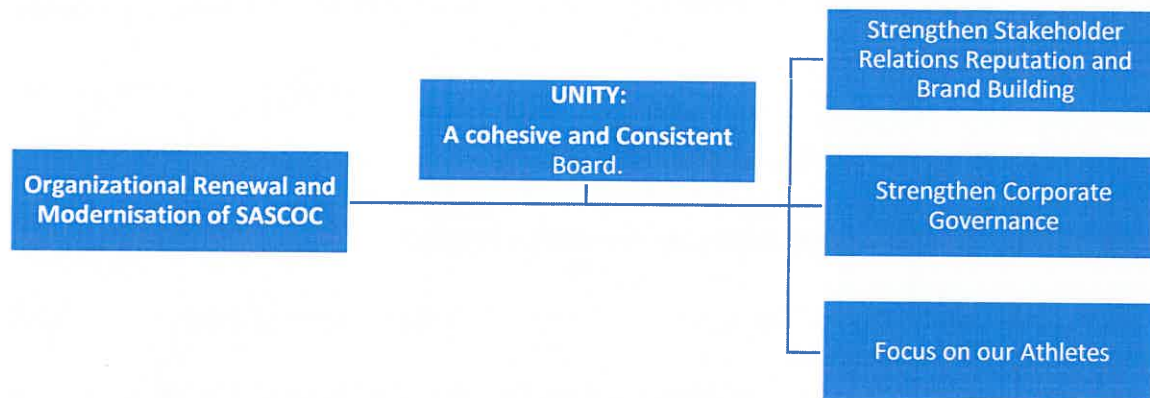 Organizational Renewal and
Modernisation of SASCOC
UNITY:
A cohesive and Consistent
Board.
Strengthen Stakeholder
Relations Reputation and
Brand Building
Strengthen Corporate
Governance
Focus on our Athletes